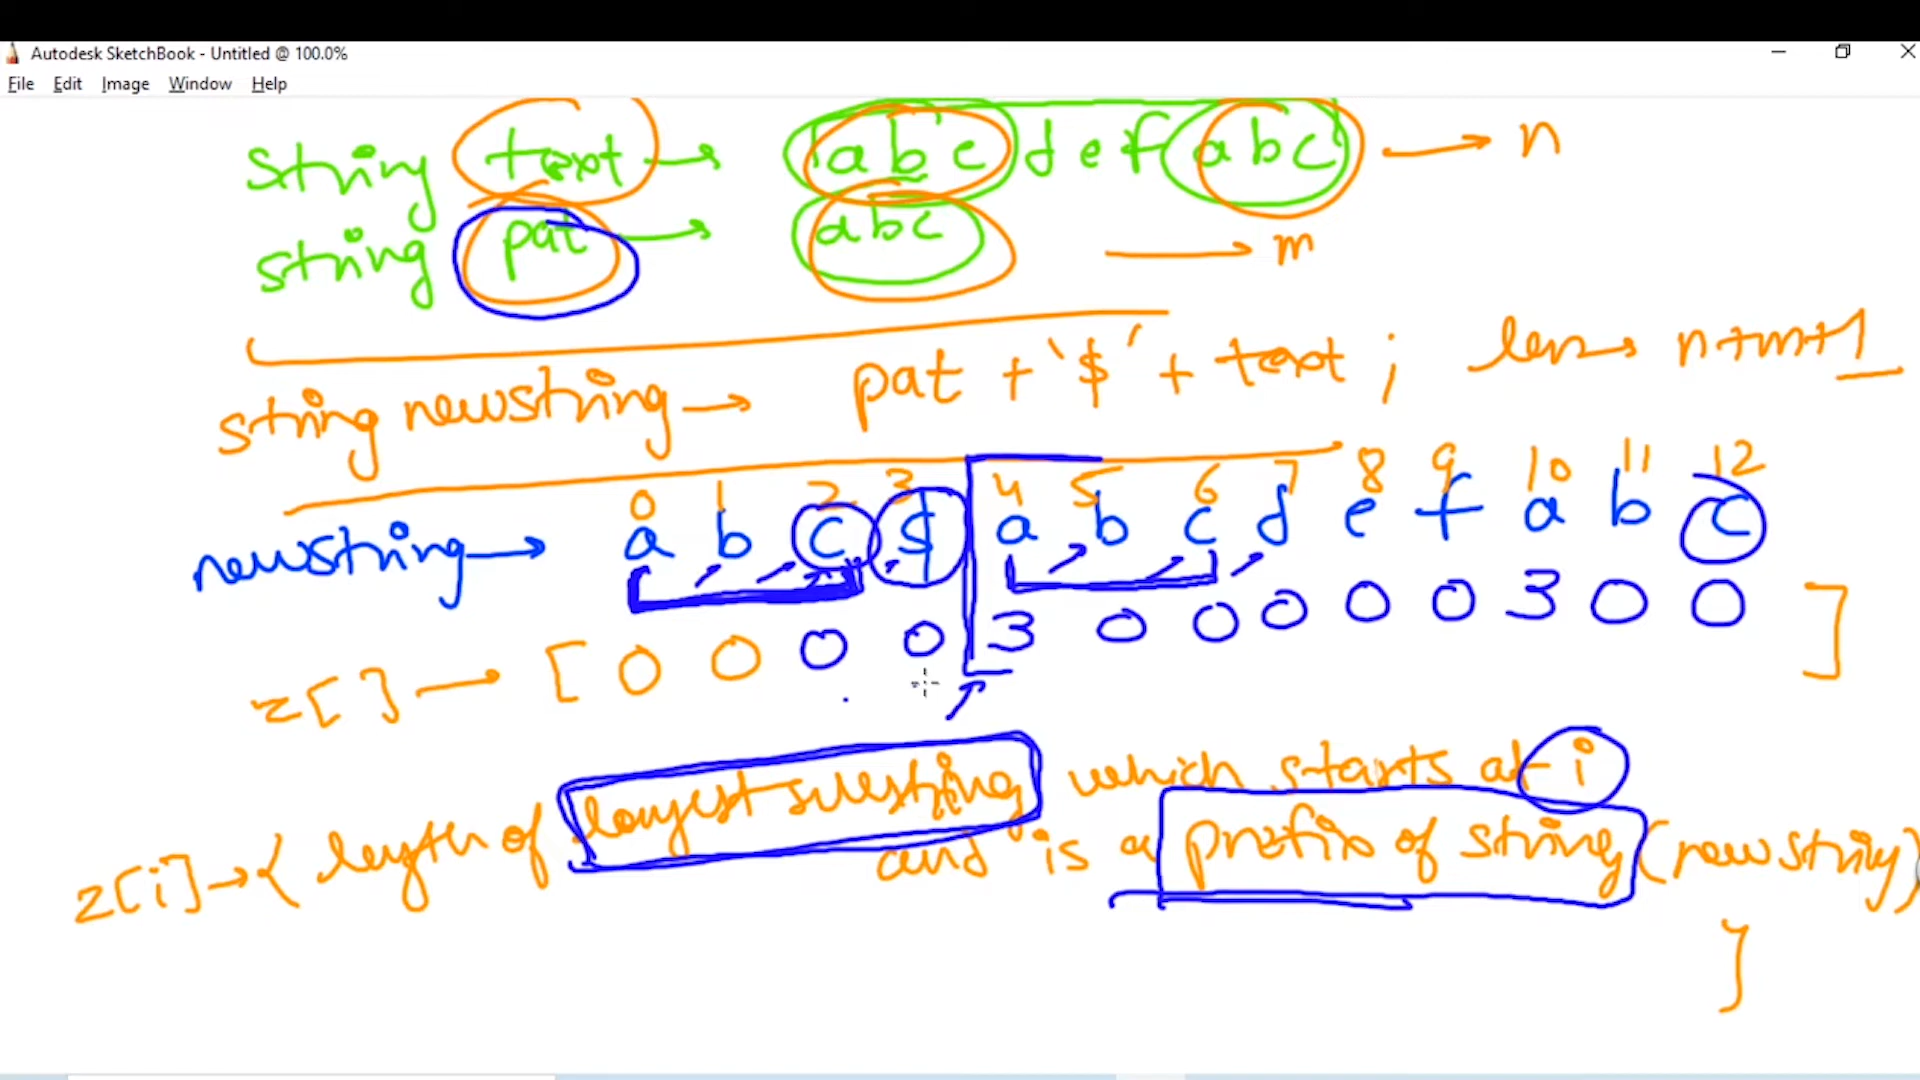 Autodesk SketchBook - Untitled @ 100.0%
File Edit Image Window Help
string text → abcdefabc → n
string pat → abc → m
string newstring → pat + '$' + text ; len → n+m+1
0 1 2 3 4 5 6 7 8 9 10 11 12
newstring → a b c $ a b c d e f a b c
z[] → [ 0 0 0 0 3 0 0 0 0 0 3 0 0 ]
z[i] → { length of longest substring which starts at i
and is a prefix of string (newstring)
}